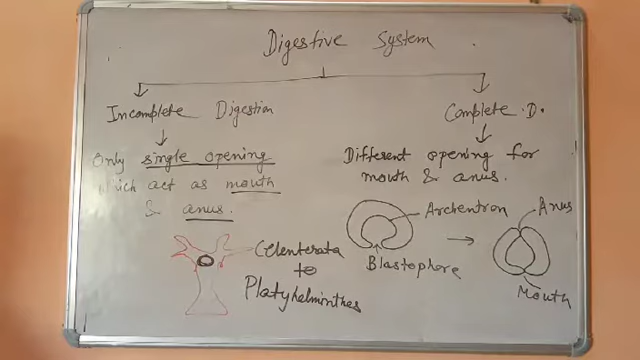 Digestive System
Incomplete Digestion
Only single opening
which act as mouth
& anus.
Celenterata
to
Platyhelminthes
Complete D.
Different opening for
mouth & anus.
Archentron
Blastophore
Anus
Mouth